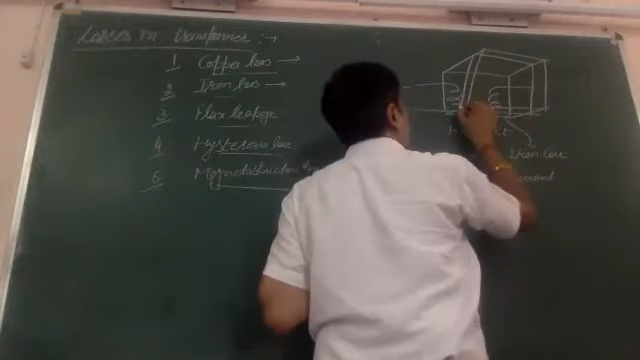 Losses in transformer :→
1 Copper loss →
2 Iron loss →
3 Flux leakage
4 Hysteresis loss
5 Magnetostriction
Iron core